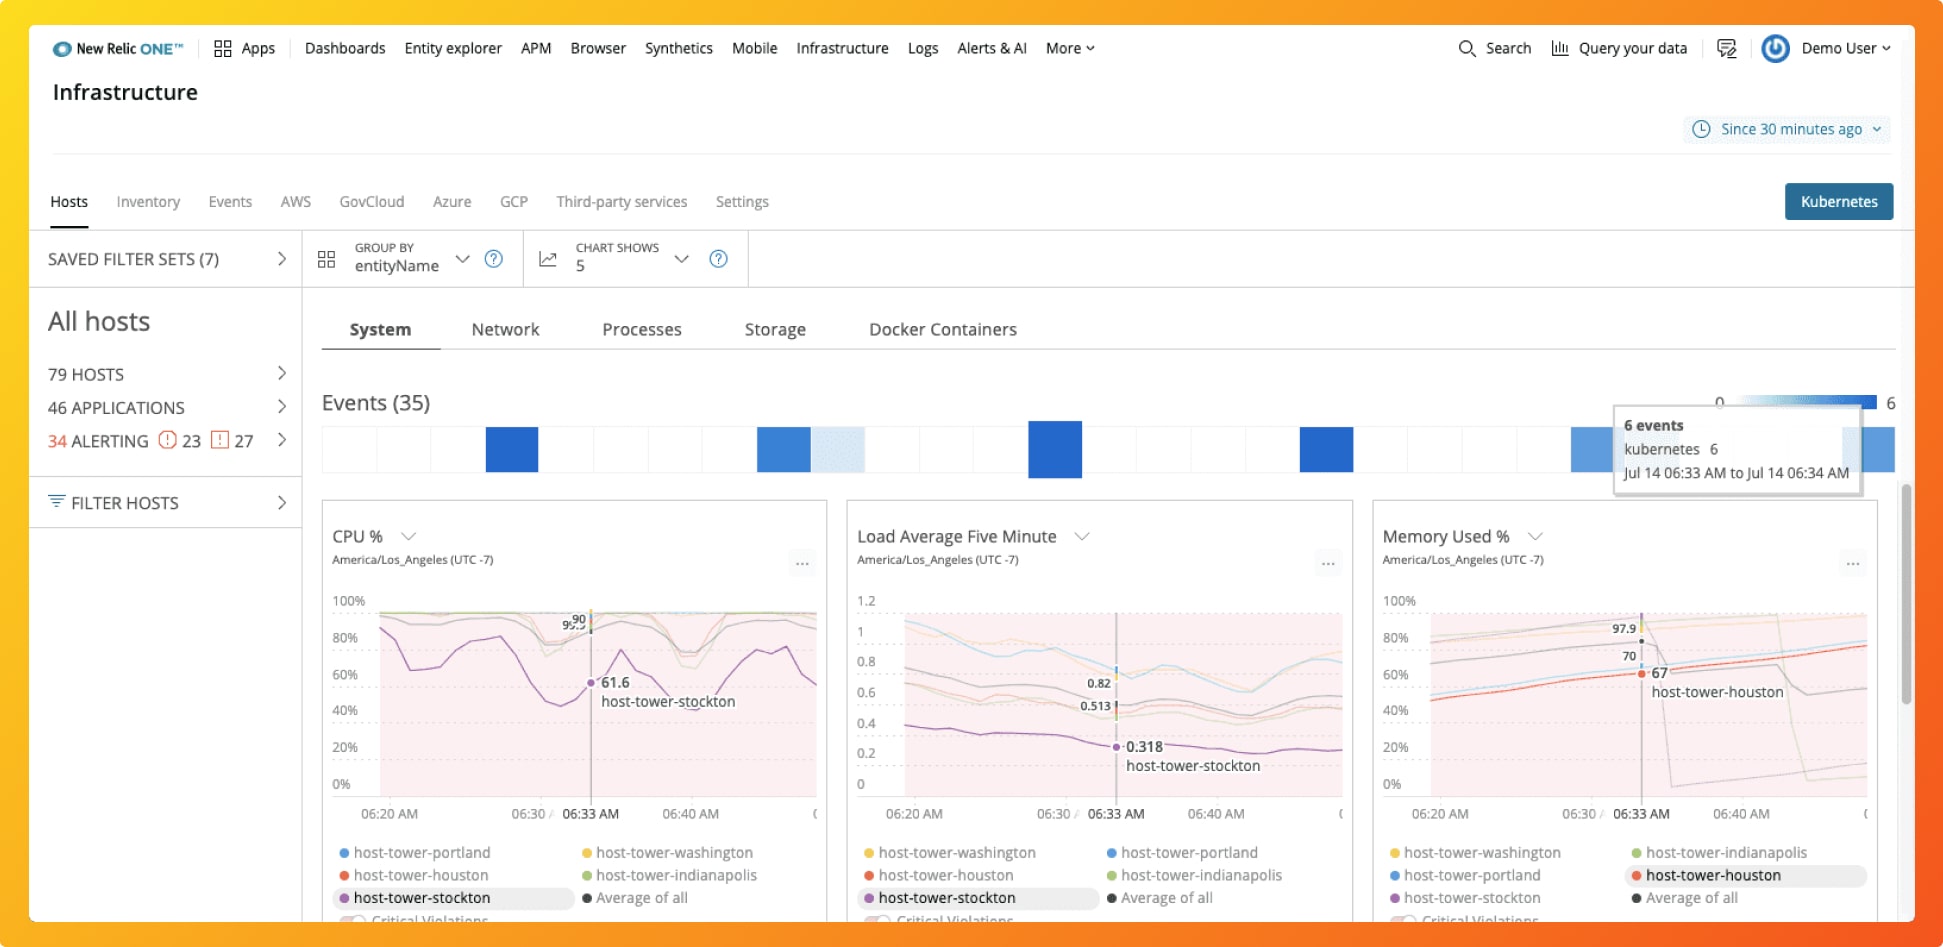 New Relic ONE™ Apps Dashboards Entity explorer APM Browser Synthetics Mobile Infrastructure Logs Alerts & AI More Search Query your data Demo User
Infrastructure
Since 30 minutes ago
Hosts Inventory Events AWS GovCloud Azure GCP Third-party services Settings Kubernetes
SAVED FILTER SETS (7)
GROUP BY
entityName
CHART SHOWS
5
All hosts
79 HOSTS
46 APPLICATIONS
34 ALERTING 23 27
FILTER HOSTS
System Network Processes Storage Docker Containers
Events (35)
0 6
6 events
kubernetes 6
Jul 14 06:33 AM to Jul 14 06:34 AM
CPU %
America/Los_Angeles (UTC -7)
...
100%
80%
60%
40%
20%
0%
90
99.9
61.6
host-tower-stockton
06:20 AM 06:30 06:33 AM 06:40 AM
host-tower-portland host-tower-washington
host-tower-houston host-tower-indianapolis
host-tower-stockton Average of all
Critical Violations
Load Average Five Minute
America/Los_Angeles (UTC -7)
...
1.2
1
0.8
0.6
0.4
0.2
0
0.82
0.513
0.318
host-tower-stockton
06:20 AM 06:30 06:33 AM 06:40 AM
host-tower-washington host-tower-portland
host-tower-houston host-tower-indianapolis
host-tower-stockton Average of all
Critical Violations
Memory Used %
America/Los_Angeles (UTC -7)
...
100%
80%
60%
40%
20%
0%
97.9
70
67
host-tower-houston
06:20 AM 06:30 06:33 AM 06:40 AM
host-tower-washington host-tower-indianapolis
host-tower-portland host-tower-houston
host-tower-stockton Average of all
Critical Violations